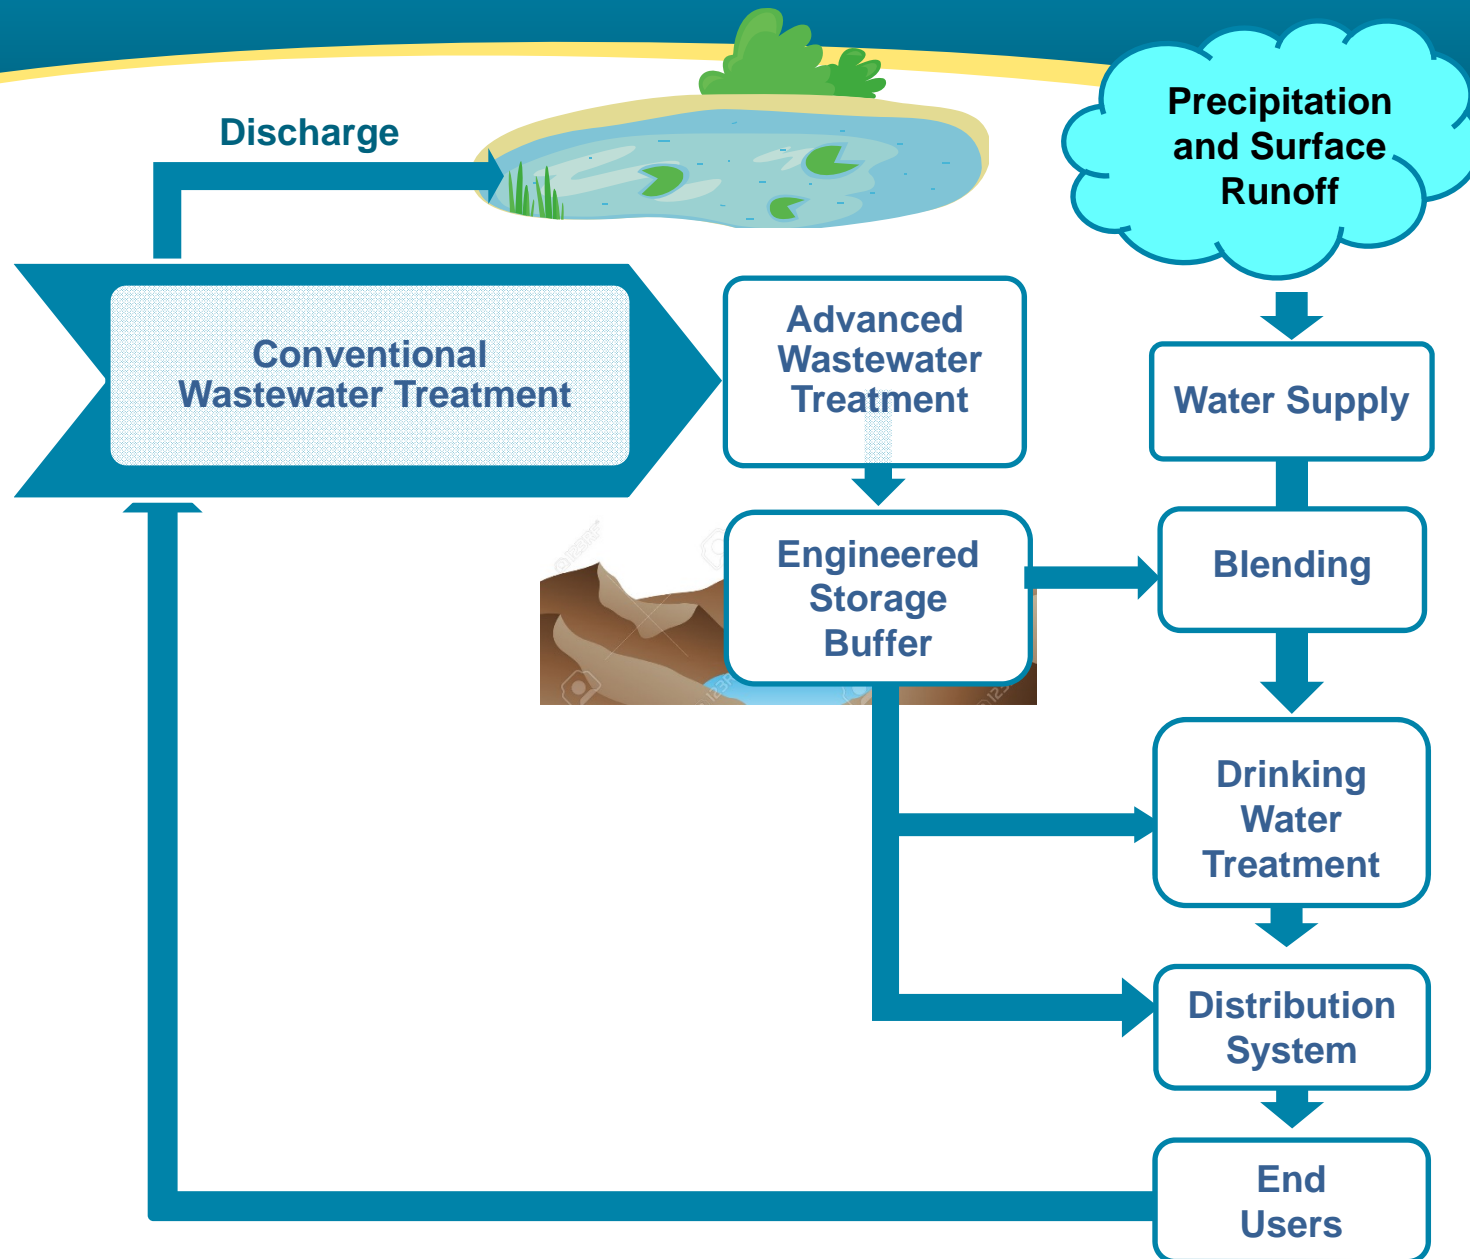 Precipitation
and Surface
Runoff
Discharge
Conventional
Wastewater Treatment
Advanced
Wastewater
Treatment
Water Supply
Engineered
Storage
Buffer
Blending
Drinking
Water
Treatment
Distribution
System
End
Users